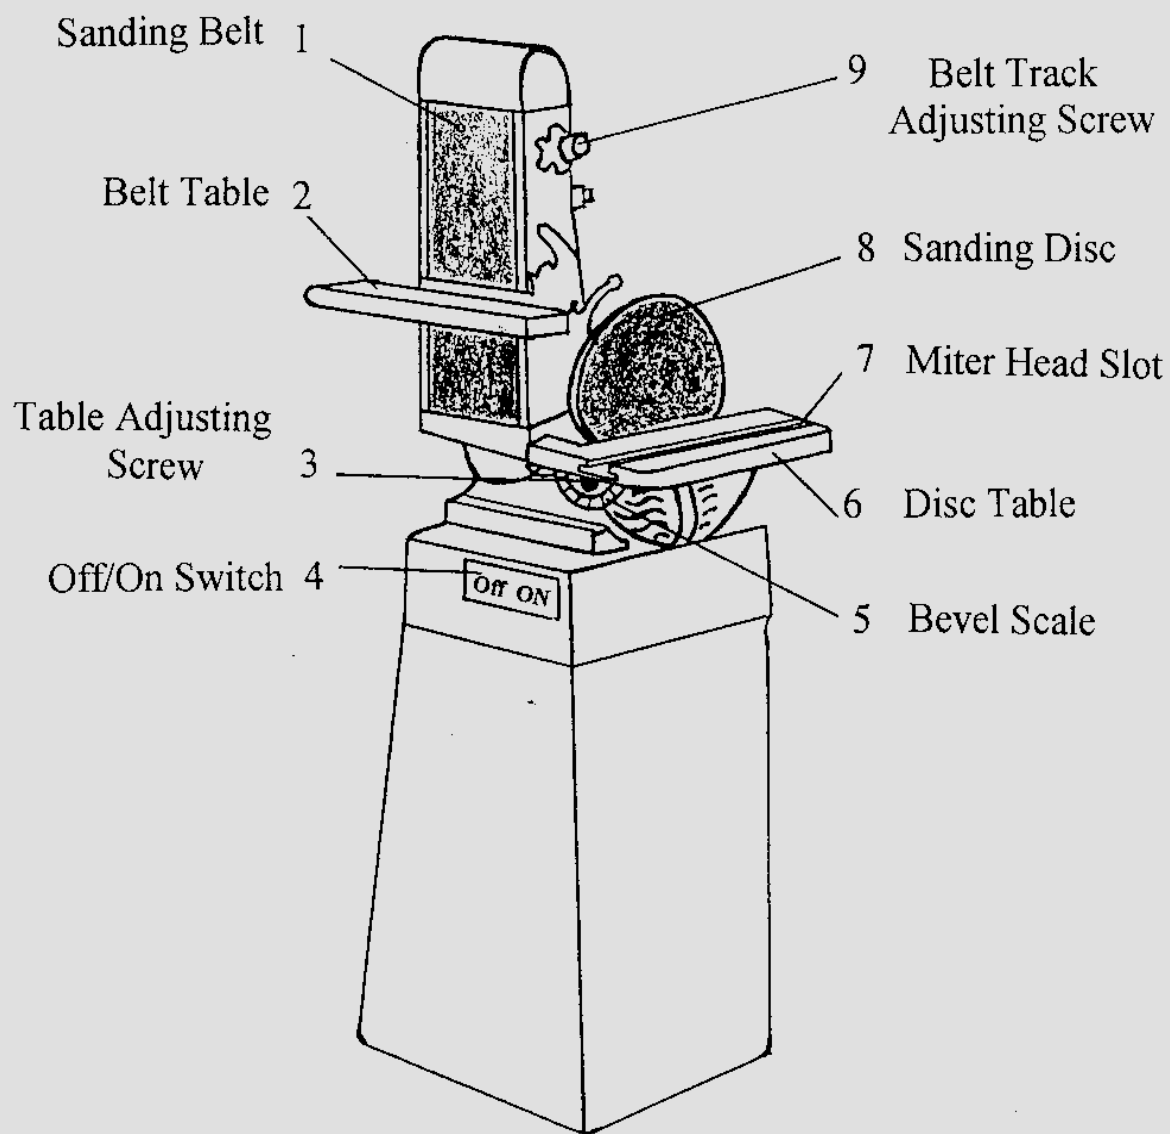 Sanding Belt 1
Belt Table 2
Table Adjusting
Screw 3
Off/On Switch 4
Off ON
9 Belt Track
Adjusting Screw
8 Sanding Disc
7 Miter Head Slot
6 Disc Table
5 Bevel Scale